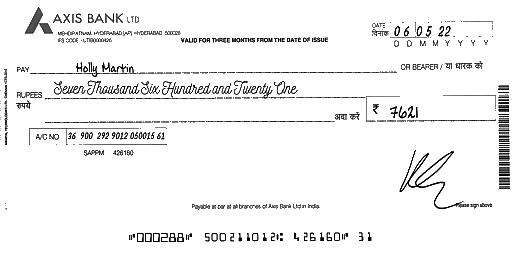 AXIS BANK LTD
MEHDIPATNAM, HYDERABAD [AP] HYDERABAD 500028
IFS CODE - UTIB0000426
VALID FOR THREE MONTHS FROM THE DATE OF ISSUE
DATE
दिनांक 06 05 22
D D M M Y Y Y Y
PAY Holly Martin OR BEARER / या धारक को
RUPEES Seven Thousand Six Hundred and Twenty One
रुपये
अदा करें ₹ 7621
A/C NO 36 900 292 9012 050015 61
SAPPM 426160
Please sign above
Payable at par at all branches of Axis Bank Ltd in India.
⑈000288⑈ 500211012⑆ 426160⑈ 31